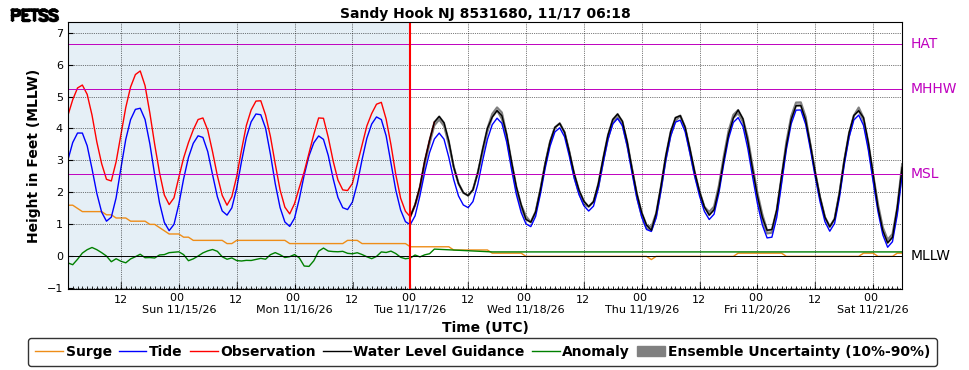 PETSS
Sandy Hook NJ 8531680, 11/17 06:18
Height in Feet (MLLW)
7
6
5
4
3
2
1
0
−1
HAT
MHHW
MSL
MLLW
12 00 12 00 12 00 12 00 12 00 12 00 12 00
Sun 11/15/26 Mon 11/16/26 Tue 11/17/26 Wed 11/18/26 Thu 11/19/26 Fri 11/20/26 Sat 11/21/26
Time (UTC)
Surge Tide Observation Water Level Guidance Anomaly Ensemble Uncertainty (10%-90%)